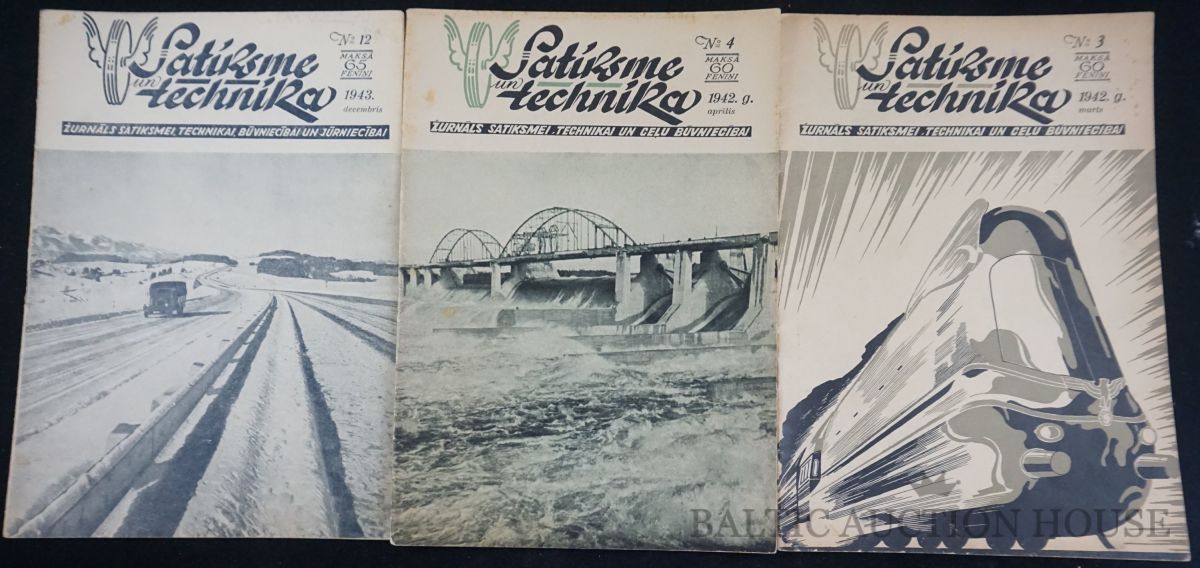 Satiksme
un technika
№ 12
MAKSĀ
65
FENIŅI
1943.
decembris
ŽURNĀLS SATIKSMEI, TECHNIKAI, BŪVNIECĪBAI UN JŪRNIECĪBAI
Satiksme
un technika
№ 4
MAKSĀ
60
FENIŅI
1942. g.
aprīlis
ŽURNĀLS SATIKSMEI, TECHNIKAI UN CEĻU BŪVNIECĪBAI
Satiksme
un technika
№ 3
MAKSĀ
60
FENIŅI
1942. g.
marts
ŽURNĀLS SATIKSMEI, TECHNIKAI UN CEĻU BŪVNIECĪBAI
BALTIC AUCTION HOUSE